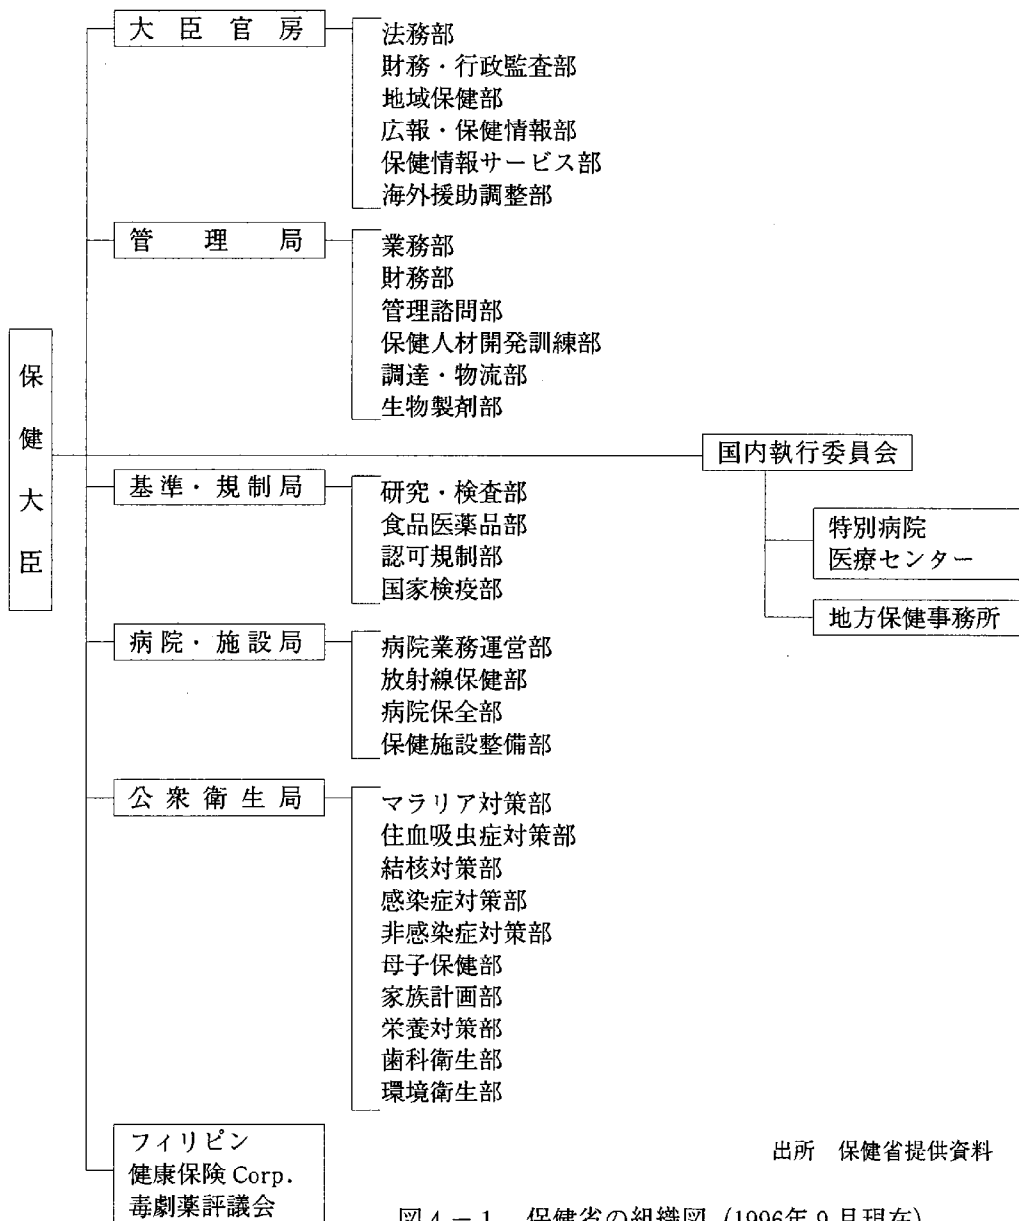 大臣官房
法務部
財務・行政監査部
地域保健部
広報・保健情報部
保健情報サービス部
海外援助調整部
管理局
業務部
財務部
管理諮問部
保健人材開発訓練部
調達・物流部
生物製剤部
保健大臣
国内執行委員会
特別病院
医療センター
地方保健事務所
基準・規制局
研究・検査部
食品医薬品部
認可規制部
国家検疫部
病院・施設局
病院業務運営部
放射線保健部
病院保全部
保健施設整備部
公衆衛生局
マラリア対策部
住血吸虫症対策部
結核対策部
感染症対策部
非感染症対策部
母子保健部
家族計画部
栄養対策部
歯科衛生部
環境衛生部
フィリピン
健康保険 Corp.
毒劇薬評議会
出所　保健省提供資料
図4－1　保健省の組織図 (1996年9月現在)